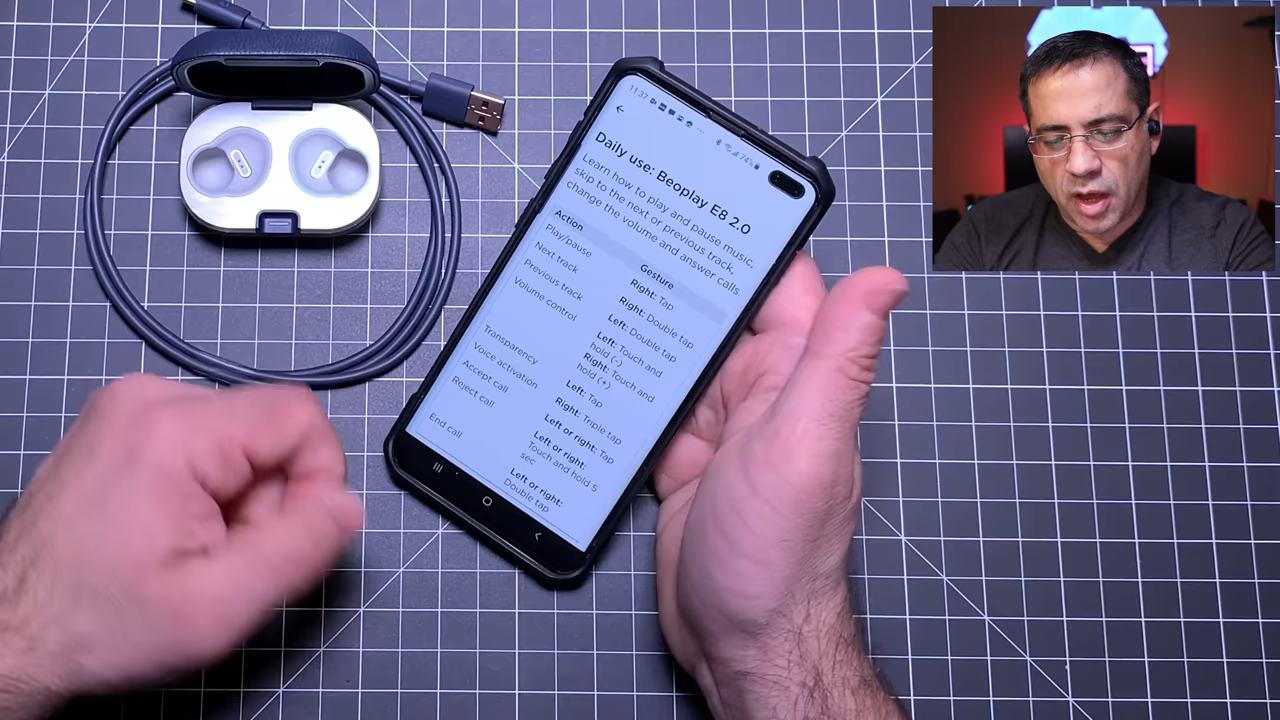 11:37
74%
Daily use: Beoplay E8 2.0
Learn how to play and pause music,
skip to the next or previous track,
change the volume and answer calls.
Action Gesture
Play/pause Right: Tap
Next track Right: Double tap
Previous track Left: Double tap
Volume control Left: Touch and
hold (-)
Right: Touch and
hold (+)
Transparency Left: Tap
Voice activation Right: Triple tap
Accept call Left or right: Tap
Reject call Left or right:
Touch and hold 5
sec
End call Left or right:
Double tap